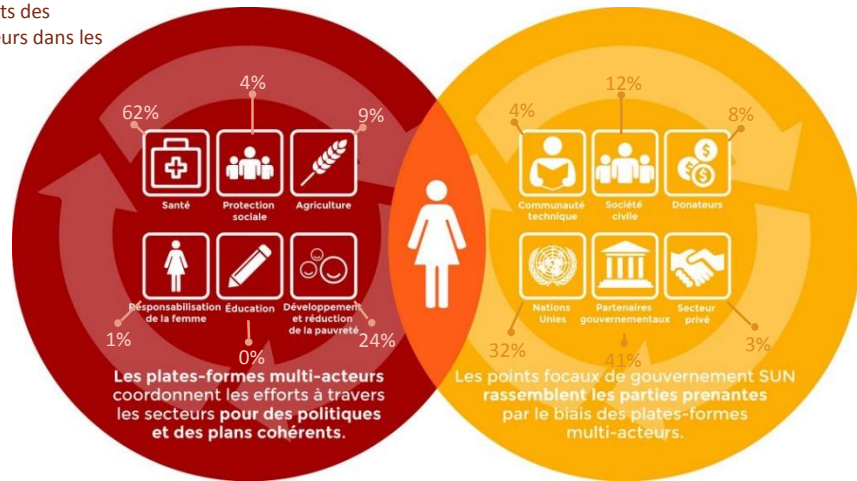 ts des
eurs dans les
4%
62%
9%
Santé
Protection
sociale
Agriculture
Responsabilisation
de la femme
Éducation
Développement
et réduction
de la pauvreté
1%
0%
24%
Les plates-formes multi-acteurs
coordonnent les efforts à travers
les secteurs pour des politiques
et des plans cohérents.
12%
4%
8%
Communauté
technique
Société
civile
Donateurs
Nations
Unies
Partenaires
gouvernementaux
Secteur
privé
32%
41%
3%
Les points focaux de gouvernement SUN
rassemblent les parties prenantes
par le biais des plates-formes
multi-acteurs.